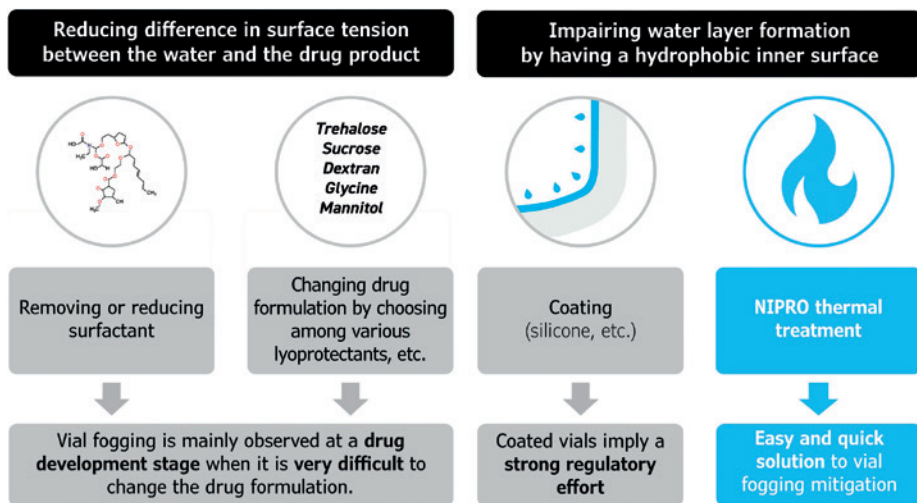 Reducing difference in surface tension
between the water and the drug product
Impairing water layer formation
by having a hydrophobic inner surface
Trehalose
Sucrose
Dextran
Glycine
Mannitol
Removing or reducing
surfactant
Changing drug
formulation by choosing
among various
lyoprotectants, etc.
Coating
(silicone, etc.)
NIPRO thermal
treatment
Vial fogging is mainly observed at a drug
development stage when it is very difficult to
change the drug formulation.
Coated vials imply a
strong regulatory
effort
Easy and quick
solution to vial
fogging mitigation